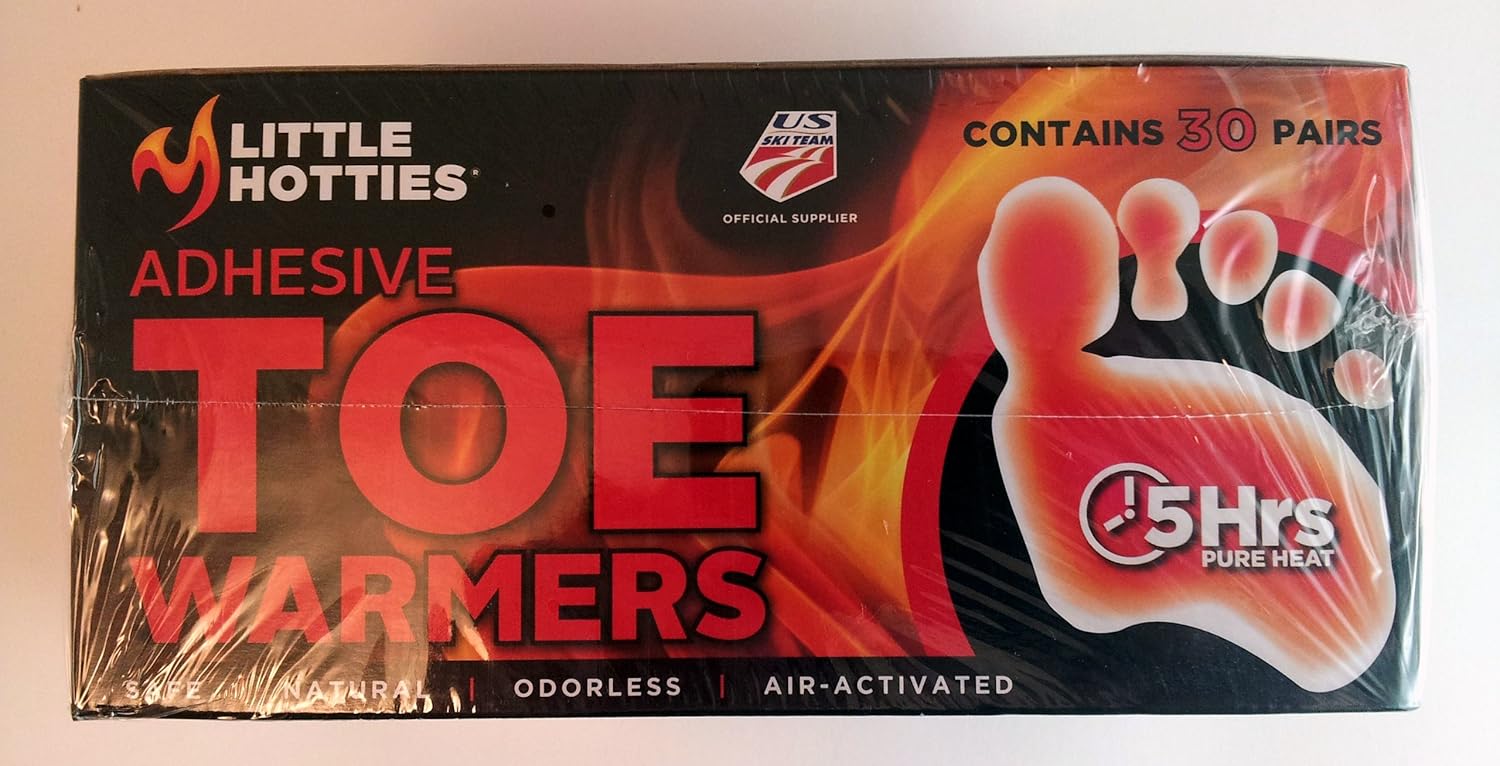 LITTLE
HOTTIES®
US
SKI TEAM
OFFICIAL SUPPLIER
CONTAINS 30 PAIRS
ADHESIVE
TOE
WARMERS
5Hrs
PURE HEAT
SAFE | NATURAL | ODORLESS | AIR-ACTIVATED